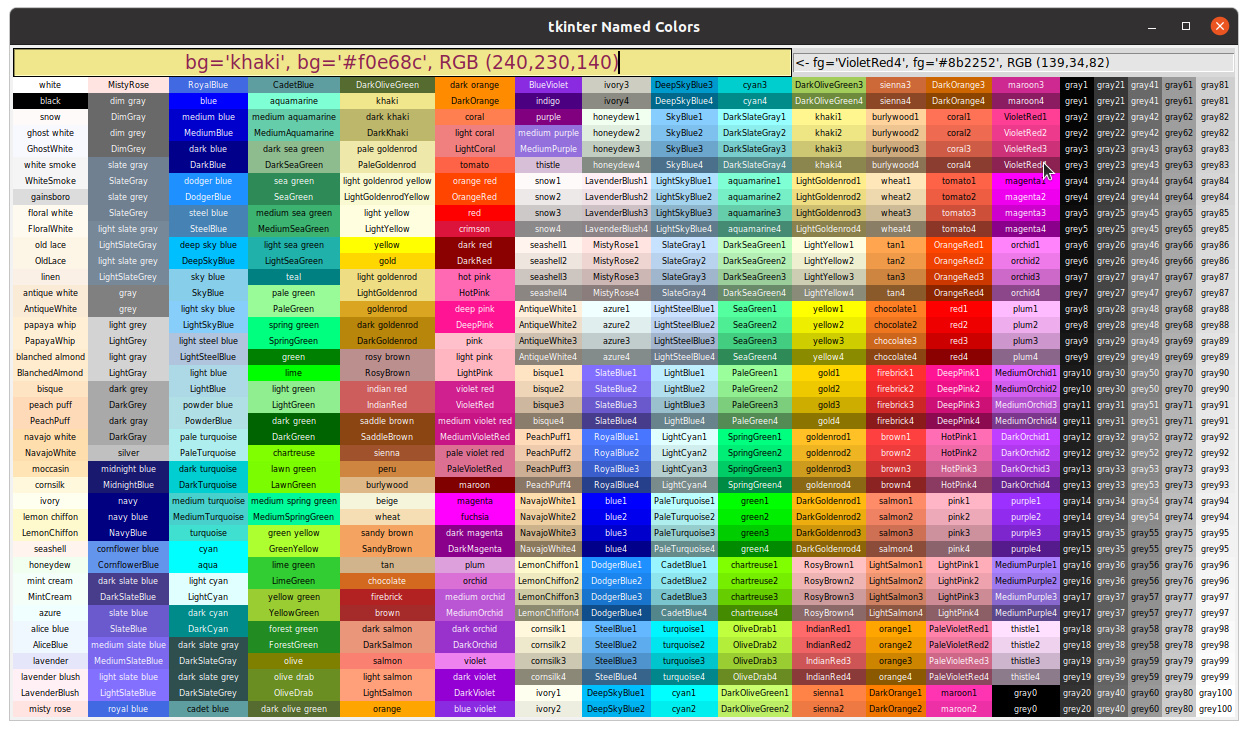 tkinter Named Colors
bg='khaki', bg='#f0e68c', RGB (240,230,140) <- fg='VioletRed4', fg='#8b2252', RGB (139,34,82)
white MistyRose RoyalBlue CadetBlue DarkOliveGreen dark orange BlueViolet ivory3 DeepSkyBlue3 cyan3 DarkOliveGreen3 sienna3 DarkOrange3 maroon3 gray1 gray21 gray41 gray61 gray81
black dim gray blue aquamarine khaki DarkOrange indigo ivory4 DeepSkyBlue4 cyan4 DarkOliveGreen4 sienna4 DarkOrange4 maroon4 grey1 grey21 grey41 grey61 grey81
snow DimGray medium blue medium aquamarine dark khaki coral purple honeydew1 SkyBlue1 DarkSlateGray1 khaki1 burlywood1 coral1 VioletRed1 gray2 gray22 gray42 gray62 gray82
ghost white dim grey MediumBlue MediumAquamarine DarkKhaki light coral medium purple honeydew2 SkyBlue2 DarkSlateGray2 khaki2 burlywood2 coral2 VioletRed2 grey2 grey22 grey42 grey62 grey82
GhostWhite DimGrey dark blue dark sea green pale goldenrod LightCoral MediumPurple honeydew3 SkyBlue3 DarkSlateGray3 khaki3 burlywood3 coral3 VioletRed3 gray3 gray23 gray43 gray63 gray83
white smoke slate gray DarkBlue DarkSeaGreen PaleGoldenrod tomato thistle honeydew4 SkyBlue4 DarkSlateGray4 khaki4 burlywood4 coral4 VioletRed4 grey3 grey23 grey43 grey63 grey83
WhiteSmoke SlateGray dodger blue sea green light goldenrod yellow orange red snow1 LavenderBlush1 LightSkyBlue1 aquamarine1 LightGoldenrod1 wheat1 tomato1 magenta1 gray4 gray24 gray44 gray64 gray84
gainsboro slate grey DodgerBlue SeaGreen LightGoldenrodYellow OrangeRed snow2 LavenderBlush2 LightSkyBlue2 aquamarine2 LightGoldenrod2 wheat2 tomato2 magenta2 grey4 grey24 grey44 grey64 grey84
floral white SlateGrey steel blue medium sea green light yellow red snow3 LavenderBlush3 LightSkyBlue3 aquamarine3 LightGoldenrod3 wheat3 tomato3 magenta3 gray5 gray25 gray45 gray65 gray85
FloralWhite light slate gray SteelBlue MediumSeaGreen LightYellow crimson snow4 LavenderBlush4 LightSkyBlue4 aquamarine4 LightGoldenrod4 wheat4 tomato4 magenta4 grey5 grey25 grey45 grey65 grey85
old lace LightSlateGray deep sky blue light sea green yellow dark red seashell1 MistyRose1 SlateGray1 DarkSeaGreen1 LightYellow1 tan1 OrangeRed1 orchid1 gray6 gray26 gray46 gray66 gray86
OldLace light slate grey DeepSkyBlue LightSeaGreen gold DarkRed seashell2 MistyRose2 SlateGray2 DarkSeaGreen2 LightYellow2 tan2 OrangeRed2 orchid2 grey6 grey26 grey46 grey66 grey86
linen LightSlateGrey sky blue teal light goldenrod hot pink seashell3 MistyRose3 SlateGray3 DarkSeaGreen3 LightYellow3 tan3 OrangeRed3 orchid3 gray7 gray27 gray47 gray67 gray87
antique white gray SkyBlue pale green LightGoldenrod HotPink seashell4 MistyRose4 SlateGray4 DarkSeaGreen4 LightYellow4 tan4 OrangeRed4 orchid4 grey7 grey27 grey47 grey67 grey87
AntiqueWhite grey light sky blue PaleGreen goldenrod deep pink AntiqueWhite1 azure1 LightSteelBlue1 SeaGreen1 yellow1 chocolate1 red1 plum1 gray8 gray28 gray48 gray68 gray88
papaya whip light grey LightSkyBlue spring green dark goldenrod DeepPink AntiqueWhite2 azure2 LightSteelBlue2 SeaGreen2 yellow2 chocolate2 red2 plum2 grey8 grey28 grey48 grey68 grey88
PapayaWhip LightGrey light steel blue SpringGreen DarkGoldenrod pink AntiqueWhite3 azure3 LightSteelBlue3 SeaGreen3 yellow3 chocolate3 red3 plum3 gray9 gray29 gray49 gray69 gray89
blanched almond light gray LightSteelBlue green rosy brown light pink AntiqueWhite4 azure4 LightSteelBlue4 SeaGreen4 yellow4 chocolate4 red4 plum4 grey9 grey29 grey49 grey69 grey89
BlanchedAlmond LightGray light blue lime RosyBrown LightPink bisque1 SlateBlue1 LightBlue1 PaleGreen1 gold1 firebrick1 DeepPink1 MediumOrchid1 gray10 gray30 gray50 gray70 gray90
bisque dark grey LightBlue light green indian red violet red bisque2 SlateBlue2 LightBlue2 PaleGreen2 gold2 firebrick2 DeepPink2 MediumOrchid2 grey10 grey30 grey50 grey70 grey90
peach puff DarkGrey powder blue LightGreen IndianRed VioletRed bisque3 SlateBlue3 LightBlue3 PaleGreen3 gold3 firebrick3 DeepPink3 MediumOrchid3 gray11 gray31 gray51 gray71 gray91
PeachPuff dark gray PowderBlue dark green saddle brown medium violet red bisque4 SlateBlue4 LightBlue4 PaleGreen4 gold4 firebrick4 DeepPink4 MediumOrchid4 grey11 grey31 grey51 grey71 grey91
navajo white DarkGray pale turquoise DarkGreen SaddleBrown MediumVioletRed PeachPuff1 RoyalBlue1 LightCyan1 SpringGreen1 goldenrod1 brown1 HotPink1 DarkOrchid1 gray12 gray32 gray52 gray72 gray92
NavajoWhite silver PaleTurquoise chartreuse sienna pale violet red PeachPuff2 RoyalBlue2 LightCyan2 SpringGreen2 goldenrod2 brown2 HotPink2 DarkOrchid2 grey12 grey32 grey52 grey72 grey92
moccasin midnight blue dark turquoise lawn green peru PaleVioletRed PeachPuff3 RoyalBlue3 LightCyan3 SpringGreen3 goldenrod3 brown3 HotPink3 DarkOrchid3 gray13 gray33 gray53 gray73 gray93
cornsilk MidnightBlue DarkTurquoise LawnGreen burlywood maroon PeachPuff4 RoyalBlue4 LightCyan4 SpringGreen4 goldenrod4 brown4 HotPink4 DarkOrchid4 grey13 grey33 grey53 grey73 grey93
ivory navy medium turquoise medium spring green beige magenta NavajoWhite1 blue1 PaleTurquoise1 green1 DarkGoldenrod1 salmon1 pink1 purple1 gray14 gray34 gray54 gray74 gray94
lemon chiffon navy blue MediumTurquoise MediumSpringGreen wheat fuchsia NavajoWhite2 blue2 PaleTurquoise2 green2 DarkGoldenrod2 salmon2 pink2 purple2 grey14 grey34 grey54 grey74 grey94
LemonChiffon NavyBlue turquoise green yellow sandy brown dark magenta NavajoWhite3 blue3 PaleTurquoise3 green3 DarkGoldenrod3 salmon3 pink3 purple3 gray15 gray35 gray55 gray75 gray95
seashell cornflower blue cyan GreenYellow SandyBrown DarkMagenta NavajoWhite4 blue4 PaleTurquoise4 green4 DarkGoldenrod4 salmon4 pink4 purple4 grey15 grey35 grey55 grey75 grey95
honeydew CornflowerBlue aqua lime green tan plum LemonChiffon1 DodgerBlue1 CadetBlue1 chartreuse1 RosyBrown1 LightSalmon1 LightPink1 MediumPurple1 gray16 gray36 gray56 gray76 gray96
mint cream dark slate blue light cyan LimeGreen chocolate orchid LemonChiffon2 DodgerBlue2 CadetBlue2 chartreuse2 RosyBrown2 LightSalmon2 LightPink2 MediumPurple2 grey16 grey36 grey56 grey76 grey96
MintCream DarkSlateBlue LightCyan yellow green firebrick medium orchid LemonChiffon3 DodgerBlue3 CadetBlue3 chartreuse3 RosyBrown3 LightSalmon3 LightPink3 MediumPurple3 gray17 gray37 gray57 gray77 gray97
azure slate blue dark cyan YellowGreen brown MediumOrchid LemonChiffon4 DodgerBlue4 CadetBlue4 chartreuse4 RosyBrown4 LightSalmon4 LightPink4 MediumPurple4 grey17 grey37 grey57 grey77 grey97
alice blue SlateBlue DarkCyan forest green dark salmon dark orchid cornsilk1 SteelBlue1 turquoise1 OliveDrab1 IndianRed1 orange1 PaleVioletRed1 thistle1 gray18 gray38 gray58 gray78 gray98
AliceBlue medium slate blue dark slate gray ForestGreen DarkSalmon DarkOrchid cornsilk2 SteelBlue2 turquoise2 OliveDrab2 IndianRed2 orange2 PaleVioletRed2 thistle2 grey18 grey38 grey58 grey78 grey98
lavender MediumSlateBlue DarkSlateGray olive salmon violet cornsilk3 SteelBlue3 turquoise3 OliveDrab3 IndianRed3 orange3 PaleVioletRed3 thistle3 gray19 gray39 gray59 gray79 gray99
lavender blush light slate blue dark slate grey olive drab light salmon dark violet cornsilk4 SteelBlue4 turquoise4 OliveDrab4 IndianRed4 orange4 PaleVioletRed4 thistle4 grey19 grey39 grey59 grey79 grey99
LavenderBlush LightSlateBlue DarkSlateGrey OliveDrab LightSalmon DarkViolet ivory1 DeepSkyBlue1 cyan1 DarkOliveGreen1 sienna1 DarkOrange1 maroon1 gray0 gray20 gray40 gray60 gray80 gray100
misty rose royal blue cadet blue dark olive green orange blue violet ivory2 DeepSkyBlue2 cyan2 DarkOliveGreen2 sienna2 DarkOrange2 maroon2 grey0 grey20 grey40 grey60 grey80 grey100